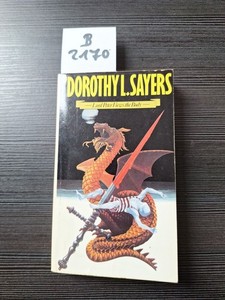 B
2170
DOROTHY L. SAYERS
Lord Peter Views the Body